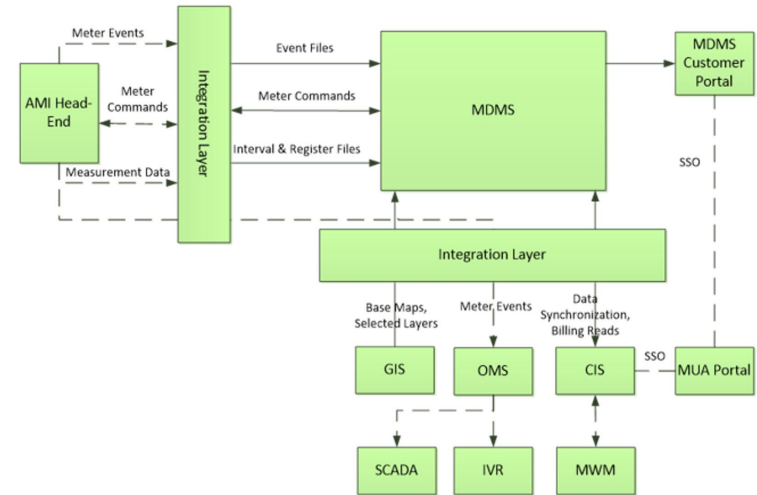 Meter Events
AMI Head-
End
Meter
Commands
Measurement Data
Integration Layer
Event Files
Meter Commands
Interval & Register Files
MDMS
MDMS
Customer
Portal
SSO
Integration Layer
Base Maps,
Selected Layers
Meter Events
Data
Synchronization,
Billing Reads
GIS
OMS
CIS
SSO
MUA Portal
SCADA
IVR
MWM